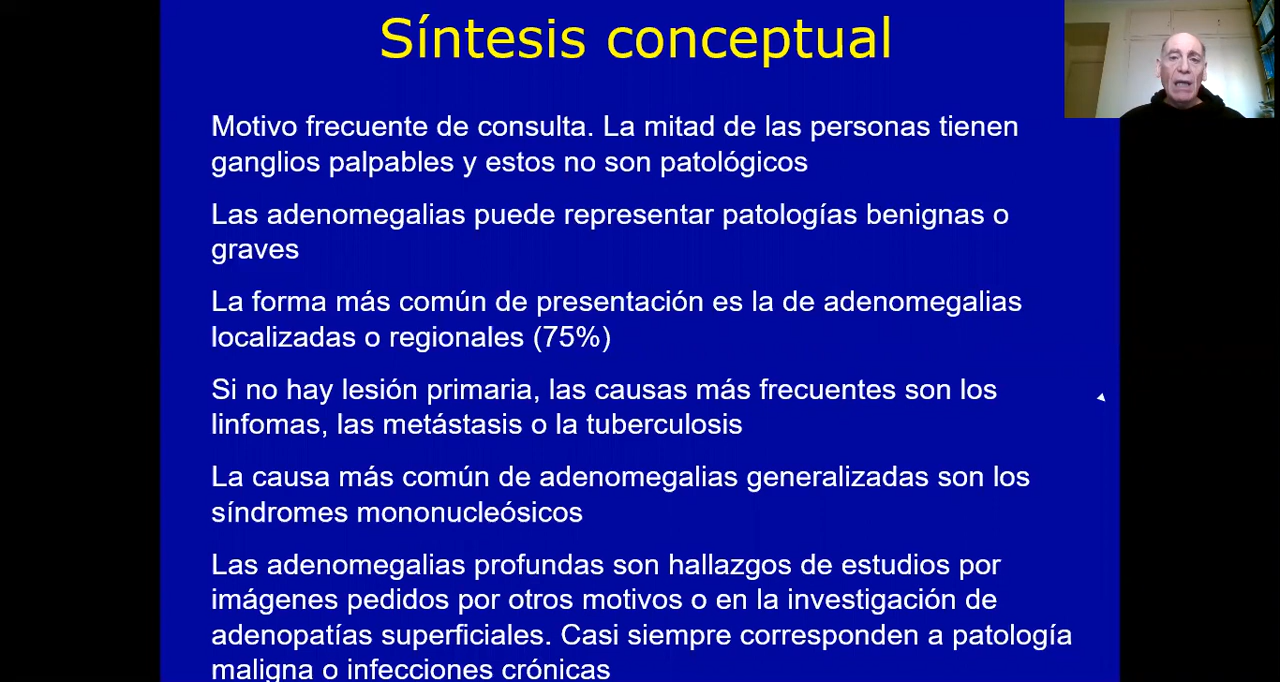 Síntesis conceptual
Motivo frecuente de consulta. La mitad de las personas tienen
ganglios palpables y estos no son patológicos
Las adenomegalias puede representar patologías benignas o
graves
La forma más común de presentación es la de adenomegalias
localizadas o regionales (75%)
Si no hay lesión primaria, las causas más frecuentes son los
linfomas, las metástasis o la tuberculosis
La causa más común de adenomegalias generalizadas son los
síndromes mononucleósicos
Las adenomegalias profundas son hallazgos de estudios por
imágenes pedidos por otros motivos o en la investigación de
adenopatías superficiales. Casi siempre corresponden a patología
maligna o infecciones crónicas